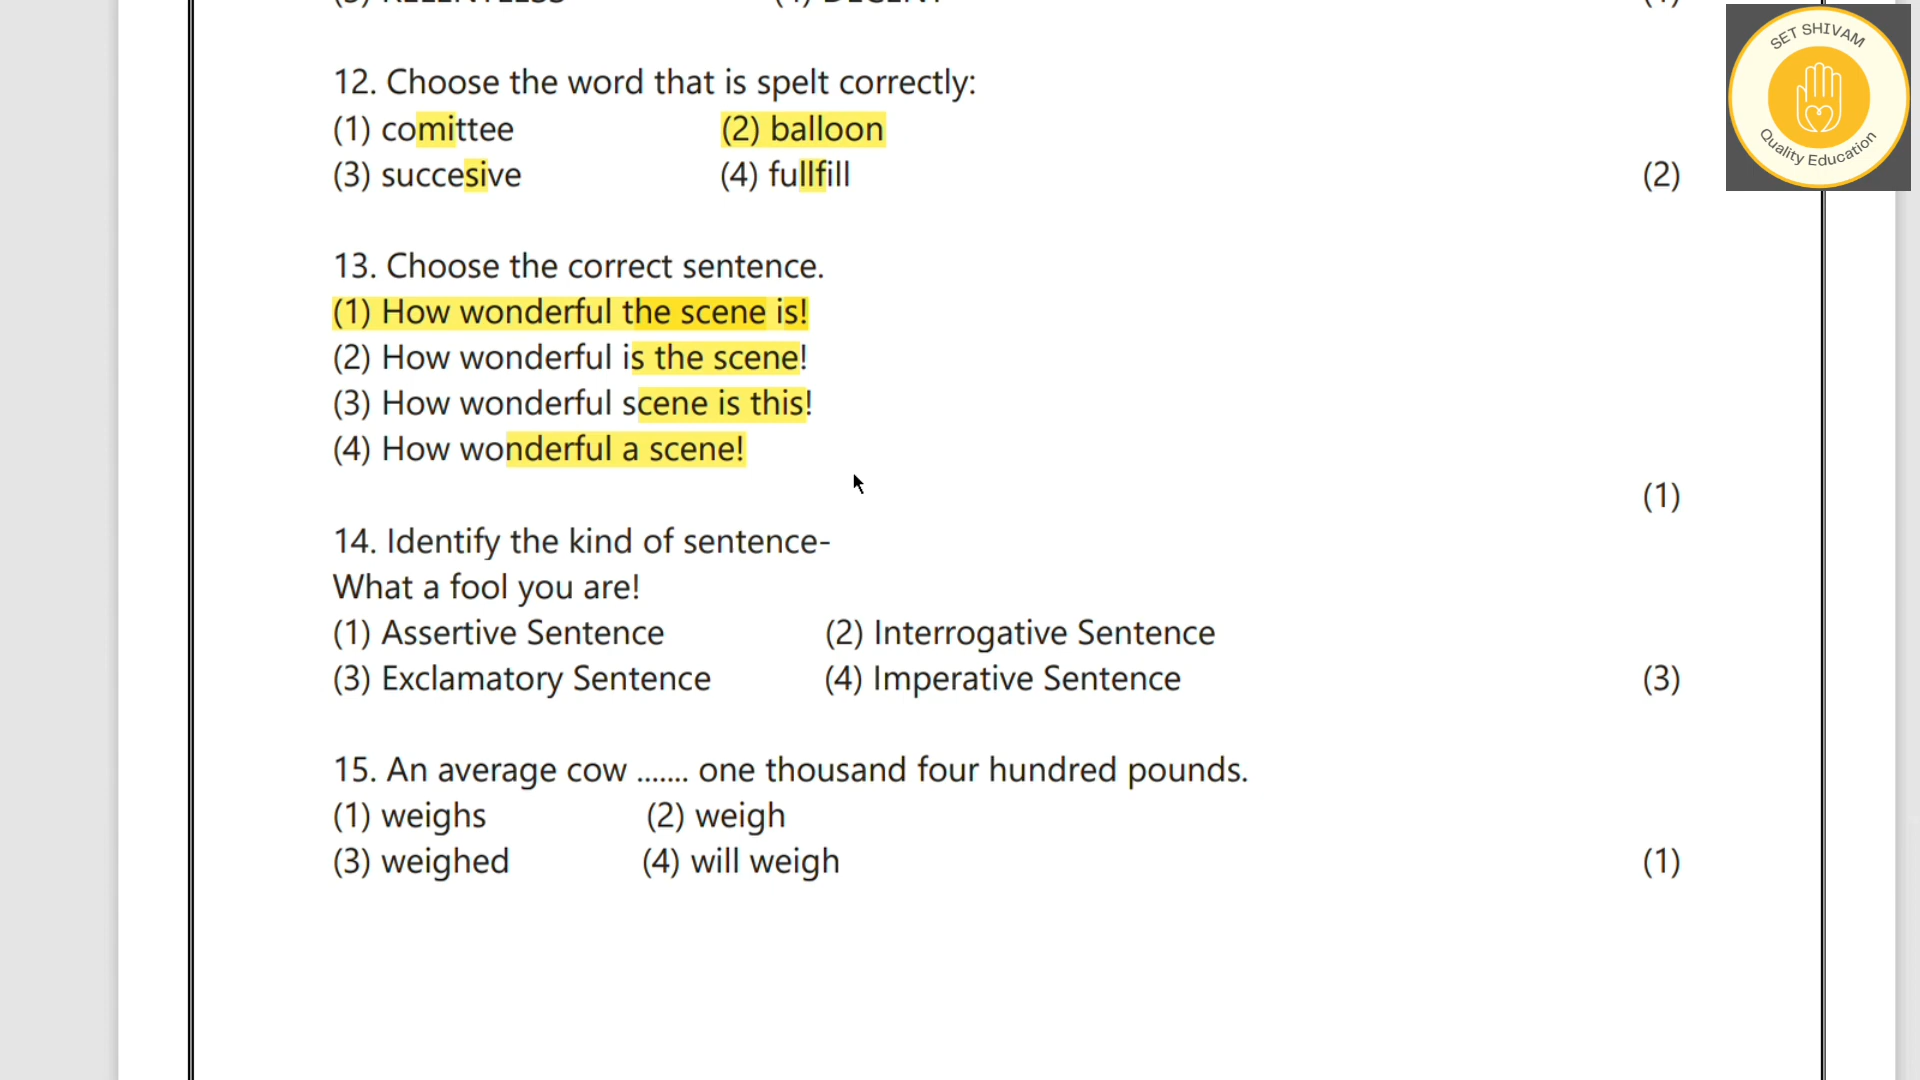 SET SHIVAM
Quality Education
12. Choose the word that is spelt correctly:
(1) comittee (2) balloon
(3) succesive (4) fullfill (2)
13. Choose the correct sentence.
(1) How wonderful the scene is!
(2) How wonderful is the scene!
(3) How wonderful scene is this!
(4) How wonderful a scene!
(1)
14. Identify the kind of sentence-
What a fool you are!
(1) Assertive Sentence (2) Interrogative Sentence
(3) Exclamatory Sentence (4) Imperative Sentence (3)
15. An average cow ....... one thousand four hundred pounds.
(1) weighs (2) weigh
(3) weighed (4) will weigh (1)